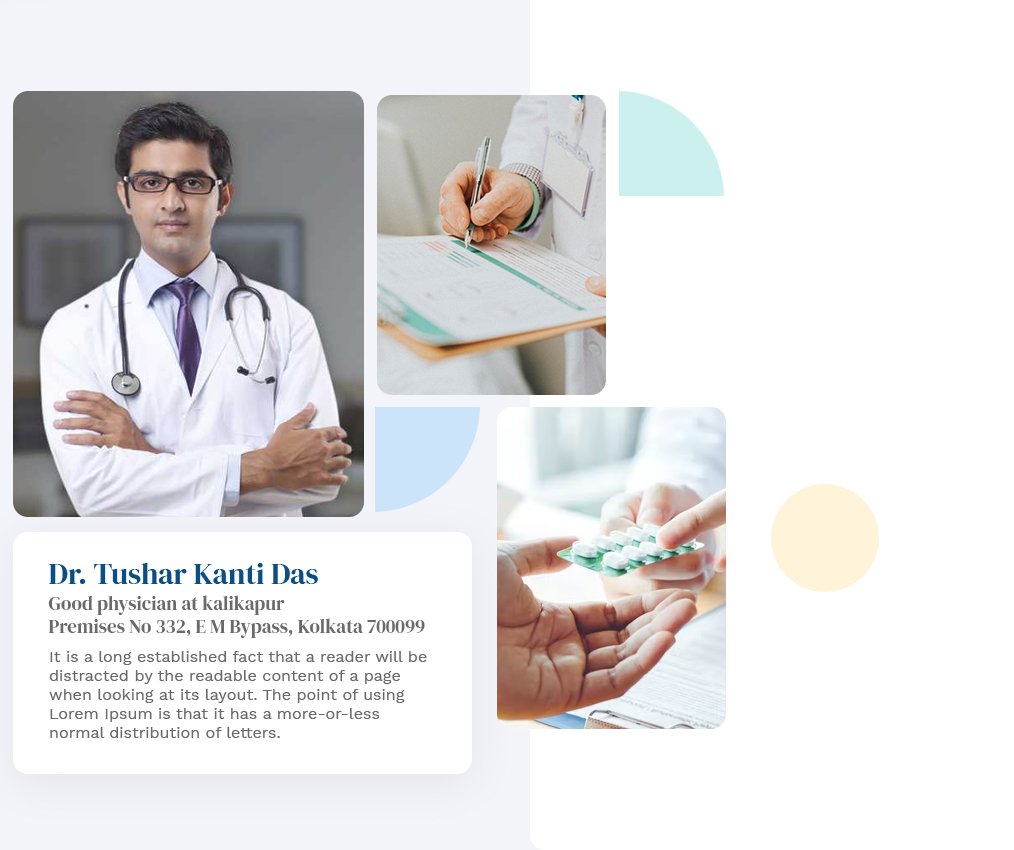 Dr. Tushar Kanti Das
Good physician at kalikapur
Premises No 332, E M Bypass, Kolkata 700099
It is a long established fact that a reader will be
distracted by the readable content of a page
when looking at its layout. The point of using
Lorem Ipsum is that it has a more-or-less
normal distribution of letters.